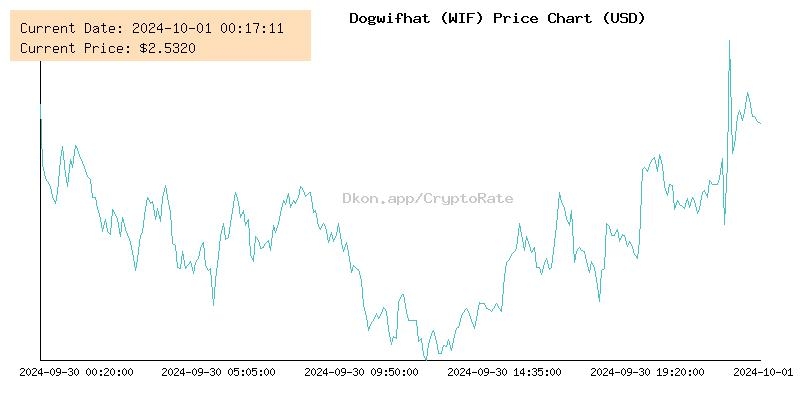 Dogwifhat (WIF) Price Chart (USD)
Current Date: 2024-10-01 00:17:11
Current Price: $2.5320
Dkon.app/CryptoRate
2024-09-30 00:20:00 2024-09-30 05:05:00 2024-09-30 09:50:00 2024-09-30 14:35:00 2024-09-30 19:20:00 2024-10-01